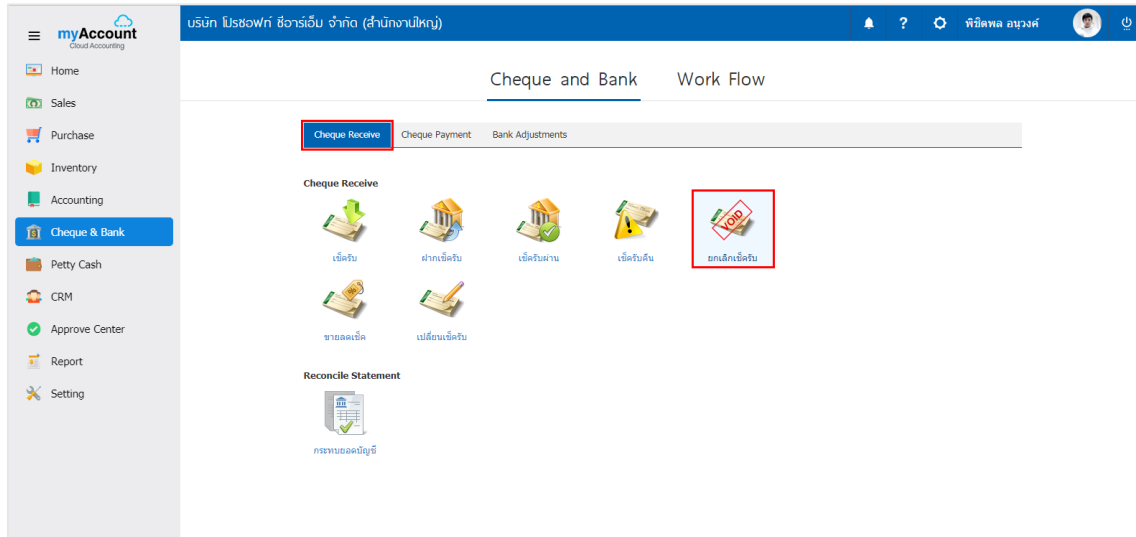 myAccount
Cloud Accounting
บริษัท โปรซอฟท์ ซีอาร์เอ็ม จำกัด (สำนักงานใหญ่)
?
พิชิตพล อนุวงค์
Home
Sales
Purchase
Inventory
Accounting
Cheque & Bank
Petty Cash
CRM
Approve Center
Report
Setting
Cheque and Bank Work Flow
Cheque Receive Cheque Payment Bank Adjustments
Cheque Receive
VOID
เช็ครับ ฝากเช็ครับ เช็ครับผ่าน เช็ครับคืน ยกเลิกเช็ครับ
ขายลดเช็ค เปลี่ยนเช็ครับ
Reconcile Statement
กระทบยอดบัญชี